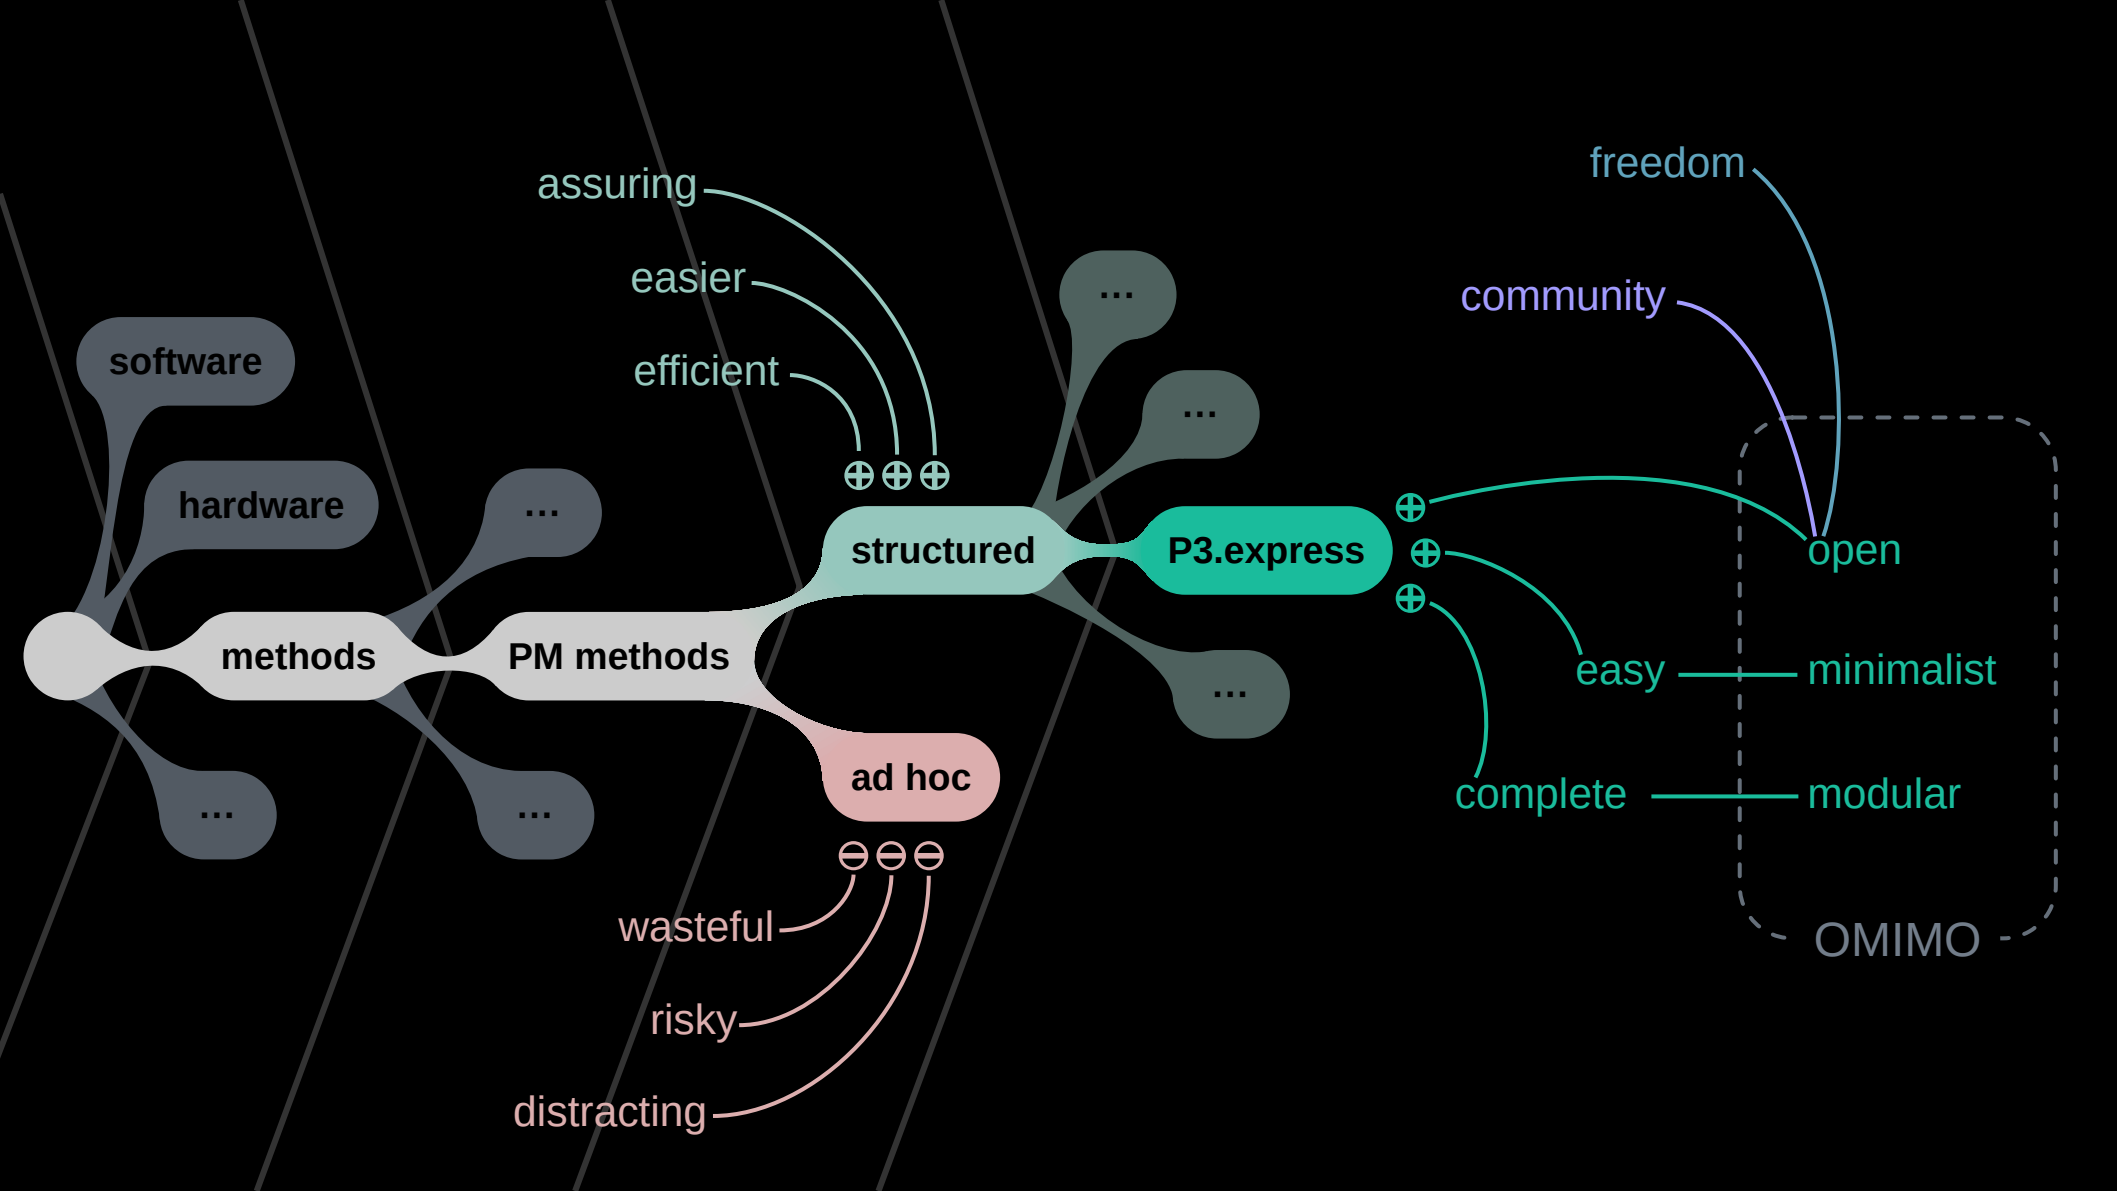 software
hardware
...
methods
...
...
PM methods
assuring
easier
efficient
structured
ad hoc
wasteful
risky
distracting
...
...
...
P3.express
freedom
community
open
easy
minimalist
complete
modular
OMIMO